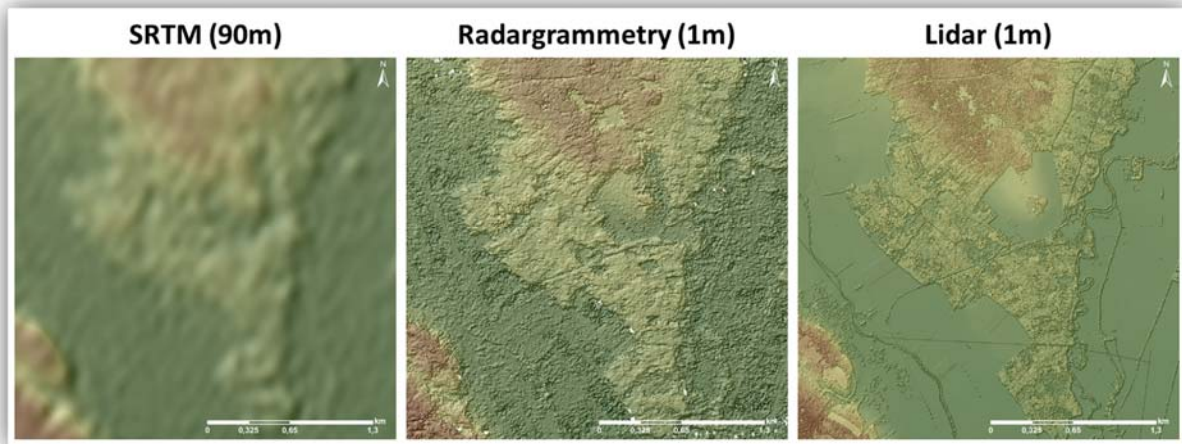 SRTM (90m)
Radargrammetry (1m)
Lidar (1m)
N
N
N
km
0 0,325 0,65 1,3
km
0 0,325 0,65 1,3
km
0 0,325 0,65 1,3